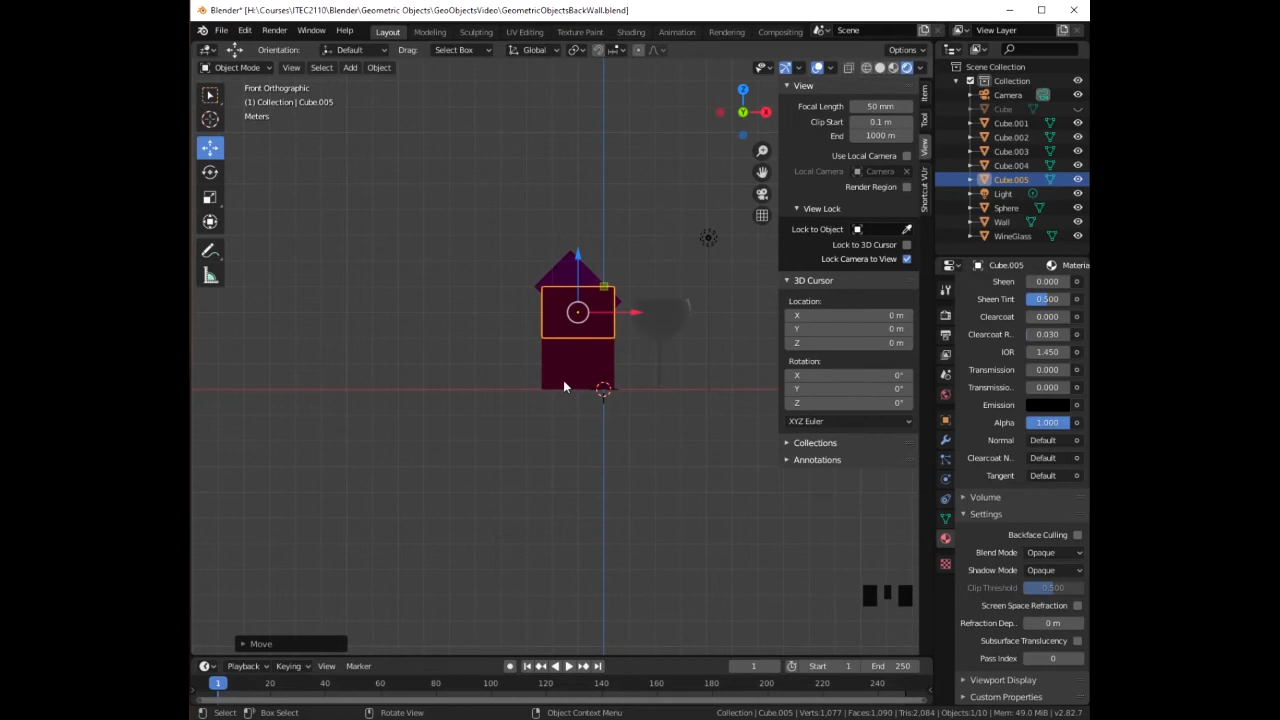 Blender* [H:\Courses\ITEC2110\Blender\Geometric Objects\GeoObjectsVideo\GeometricObjectsBackWall.blend]
File Edit Render Window Help Layout Modeling Sculpting UV Editing Texture Paint Shading Animation Rendering Compositing Scene View Layer
Orientation: Default Drag: Select Box Global Options
Object Mode View Select Add Object
Front Orthographic
(1) Collection | Cube.005
Meters
Z
Y
X
View
Focal Length 50 mm
Clip Start 0.1 m
End 1000 m
Use Local Camera
Local Camera Camera
Render Region
View Lock
Lock to Object
Lock to 3D Cursor
Lock Camera to View
3D Cursor
Location:
X 0 m
Y 0 m
Z 0 m
Rotation:
X 0°
Y 0°
Z 0°
XYZ Euler
Collections
Annotations
Item
Tool
View
Shortcut VUr
Scene Collection
Collection
Camera
Cube
Cube.001
Cube.002
Cube.003
Cube.004
Cube.005
Light
Sphere
Wall
WineGlass
Cube.005 Materia
Sheen 0.000
Sheen Tint 0.500
Clearcoat 0.000
Clearcoat R.. 0.030
IOR 1.450
Transmission 0.000
Transmissio.. 0.000
Emission
Alpha 1.000
Normal Default
Clearcoat N.. Default
Tangent Default
Volume
Settings
Backface Culling
Blend Mode Opaque
Shadow Mode Opaque
Clip Threshold 0.500
Screen Space Refraction
Refraction Dep.. 0 m
Subsurface Translucency
Pass Index 0
Viewport Display
Custom Properties
Move
Playback Keying View Marker 1 Start 1 End 250
1 20 40 60 80 100 120 140 160 180 200 220 240
Select Box Select Rotate View Object Context Menu Collection | Cube.005 | Verts:1,077 | Faces:1,090 | Tris:2,084 | Objects:1/10 | Mem: 49.0 MiB | v2.82.7